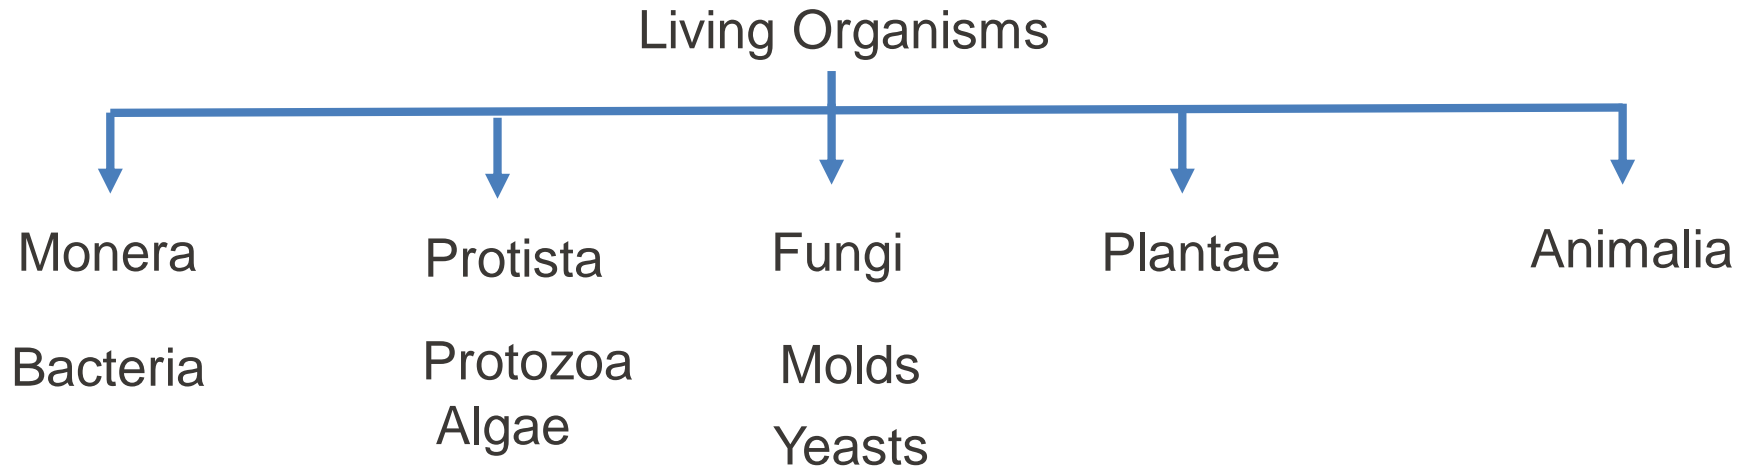 Living Organisms
Monera Protista Fungi Plantae Animalia
Bacteria Protozoa Molds
Algae Yeasts